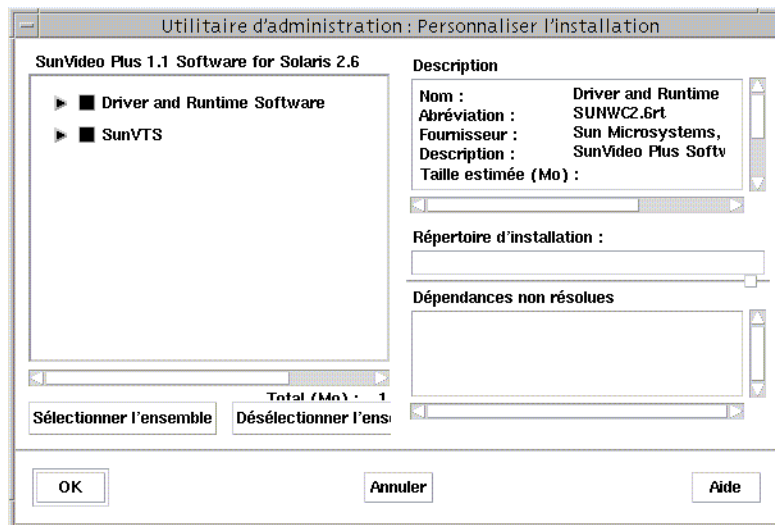 Utilitaire d'administration : Personnaliser l'installation
SunVideo Plus 1.1 Software for Solaris 2.6
Driver and Runtime Software
SunVTS
Total (Mo) : 1
Sélectionner l'ensemble
Désélectionner l'ens
Description
Nom : Driver and Runtime
Abréviation : SUNWC2.6rt
Fournisseur : Sun Microsystems,
Description : SunVideo Plus Softw
Taille estimée (Mo) :
Répertoire d'installation :
Dépendances non résolues
OK
Annuler
Aide